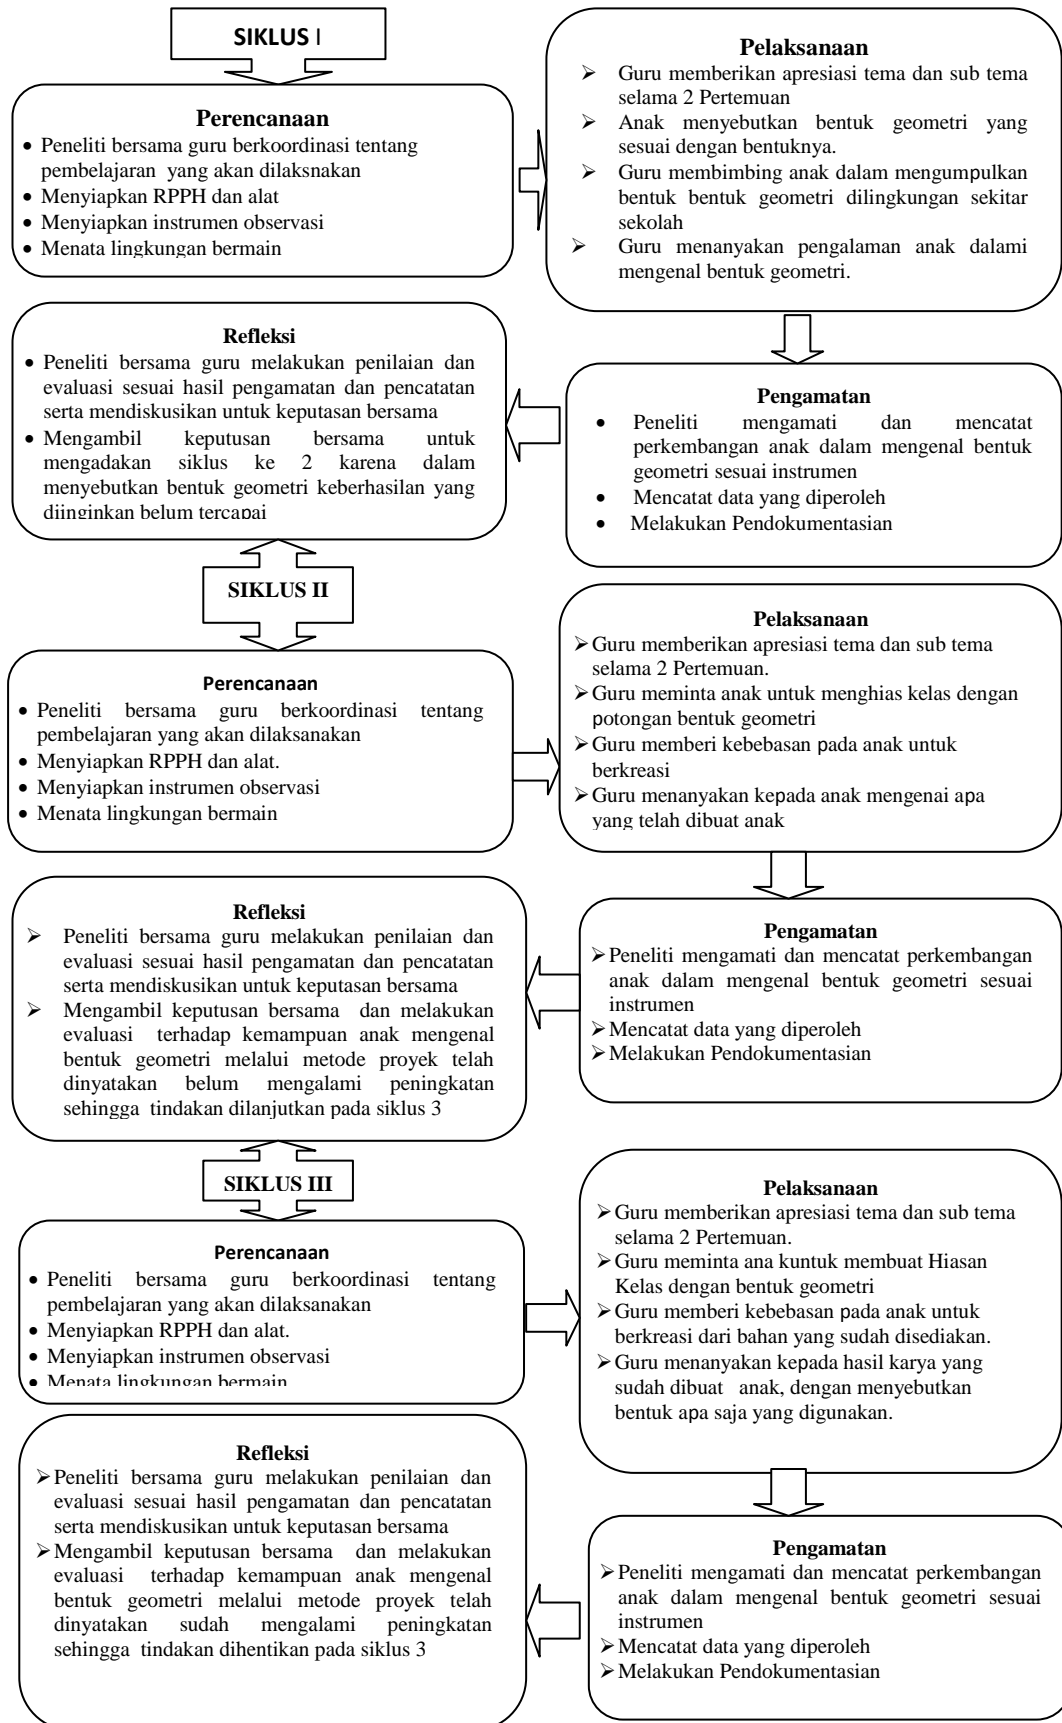 SIKLUS I
Perencanaan
• Peneliti bersama guru berkoordinasi tentang
pembelajaran yang akan dilaksnakan
• Menyiapkan RPPH dan alat
• Menyiapkan instrumen observasi
• Menata lingkungan bermain
Pelaksanaan
➢ Guru memberikan apresiasi tema dan sub tema
selama 2 Pertemuan
➢ Anak menyebutkan bentuk geometri yang
sesuai dengan bentuknya.
➢ Guru membimbing anak dalam mengumpulkan
bentuk bentuk geometri dilingkungan sekitar
sekolah
➢ Guru menanyakan pengalaman anak dalami
mengenal bentuk geometri.
Pengamatan
• Peneliti mengamati dan mencatat
perkembangan anak dalam mengenal bentuk
geometri sesuai instrumen
• Mencatat data yang diperoleh
• Melakukan Pendokumentasian
Refleksi
• Peneliti bersama guru melakukan penilaian dan
evaluasi sesuai hasil pengamatan dan pencatatan
serta mendiskusikan untuk keputasan bersama
• Mengambil keputusan bersama untuk
mengadakan siklus ke 2 karena dalam
menyebutkan bentuk geometri keberhasilan yang
diinginkan belum tercapai
SIKLUS II
Perencanaan
• Peneliti bersama guru berkoordinasi tentang
pembelajaran yang akan dilaksanakan
• Menyiapkan RPPH dan alat.
• Menyiapkan instrumen observasi
• Menata lingkungan bermain
Pelaksanaan
➢ Guru memberikan apresiasi tema dan sub tema
selama 2 Pertemuan.
➢ Guru meminta anak untuk menghias kelas dengan
potongan bentuk geometri
➢ Guru memberi kebebasan pada anak untuk
berkreasi
➢ Guru menanyakan kepada anak mengenai apa
yang telah dibuat anak
Pengamatan
➢ Peneliti mengamati dan mencatat perkembangan
anak dalam mengenal bentuk geometri sesuai
instrumen
➢ Mencatat data yang diperoleh
➢ Melakukan Pendokumentasian
Refleksi
➢ Peneliti bersama guru melakukan penilaian dan
evaluasi sesuai hasil pengamatan dan pencatatan
serta mendiskusikan untuk keputasan bersama
➢ Mengambil keputusan bersama dan melakukan
evaluasi terhadap kemampuan anak mengenal
bentuk geometri melalui metode proyek telah
dinyatakan belum mengalami peningkatan
sehingga tindakan dilanjutkan pada siklus 3
SIKLUS III
Perencanaan
• Peneliti bersama guru berkoordinasi tentang
pembelajaran yang akan dilaksanakan
• Menyiapkan RPPH dan alat.
• Menyiapkan instrumen observasi
• Menata lingkungan bermain
Pelaksanaan
➢ Guru memberikan apresiasi tema dan sub tema
selama 2 Pertemuan.
➢ Guru meminta ana kuntuk membuat Hiasan
Kelas dengan bentuk geometri
➢ Guru memberi kebebasan pada anak untuk
berkreasi dari bahan yang sudah disediakan.
➢ Guru menanyakan kepada hasil karya yang
sudah dibuat anak, dengan menyebutkan
bentuk apa saja yang digunakan.
Pengamatan
➢ Peneliti mengamati dan mencatat perkembangan
anak dalam mengenal bentuk geometri sesuai
instrumen
➢ Mencatat data yang diperoleh
➢ Melakukan Pendokumentasian
Refleksi
➢ Peneliti bersama guru melakukan penilaian dan
evaluasi sesuai hasil pengamatan dan pencatatan
serta mendiskusikan untuk keputusan bersama
➢ Mengambil keputusan bersama dan melakukan
evaluasi terhadap kemampuan anak mengenal
bentuk geometri melalui metode proyek telah
dinyatakan sudah mengalami peningkatan
sehingga tindakan dihentikan pada siklus 3